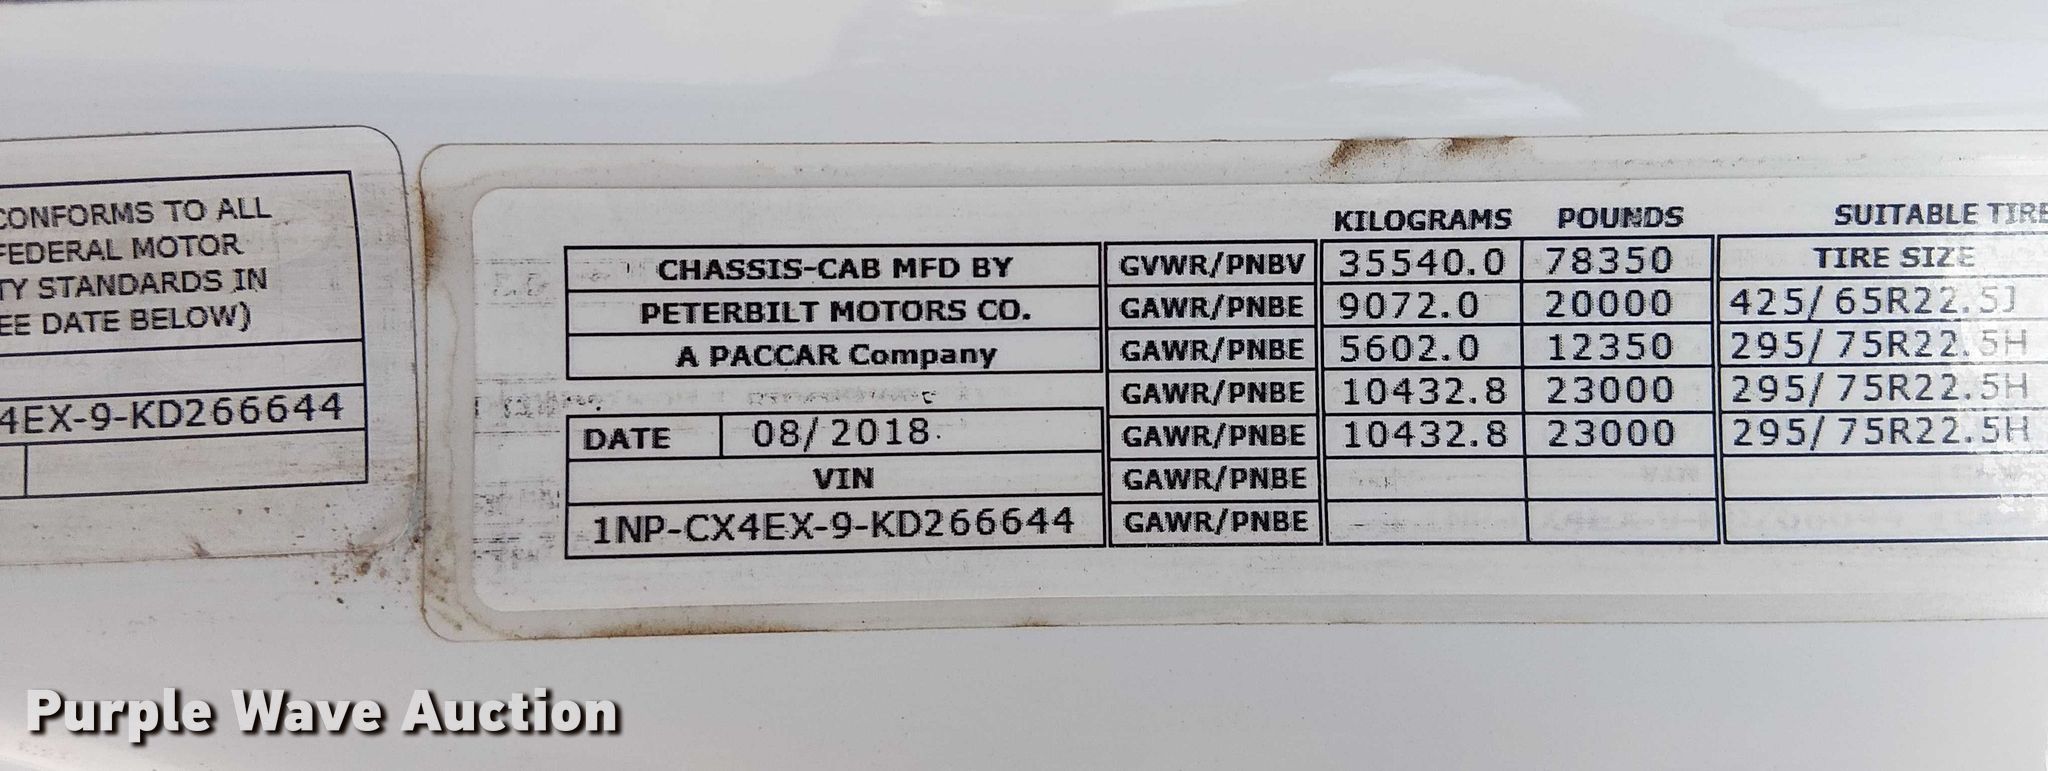 CONFORMS TO ALL
FEDERAL MOTOR
TY STANDARDS IN
EE DATE BELOW)
4EX-9-KD266644
KILOGRAMS POUNDS SUITABLE TIRE
CHASSIS-CAB MFD BY GVWR/PNBV 35540.0 78350 TIRE SIZE
PETERBILT MOTORS CO. GAWR/PNBE 9072.0 20000 425/65R22.5J
A PACCAR Company GAWR/PNBE 5602.0 12350 295/75R22.5H
GAWR/PNBE 10432.8 23000 295/75R22.5H
DATE 08/2018 GAWR/PNBE 10432.8 23000 295/75R22.5H
VIN GAWR/PNBE
1NP-CX4EX-9-KD266644 GAWR/PNBE
Purple Wave Auction